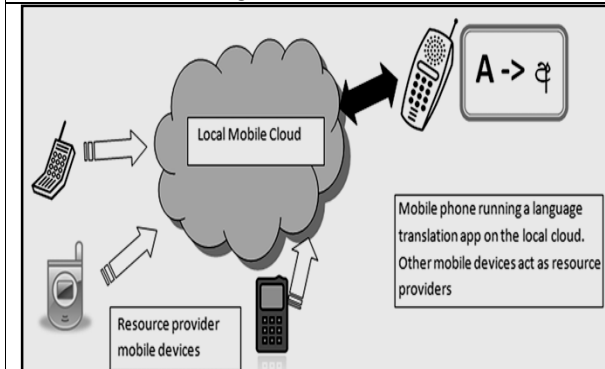 Local Mobile Cloud
A -> අ
Mobile phone running a language
translation app on the local cloud.
Other mobile devices act as resource
providers
Resource provider
mobile devices